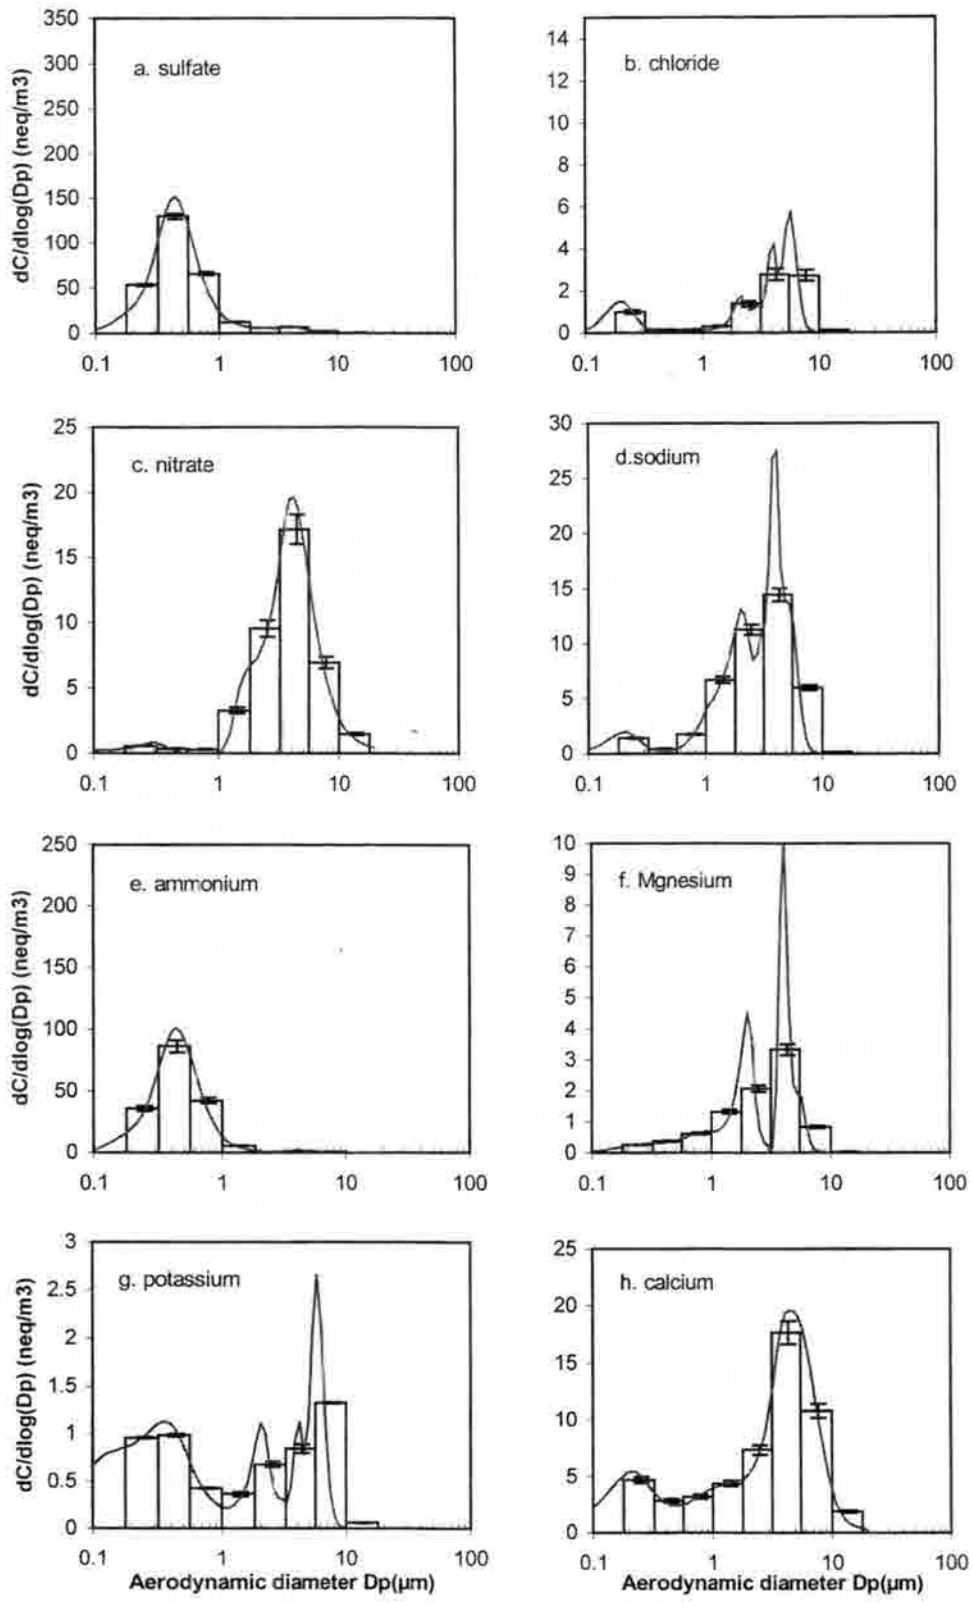 350
300
250
200
150
100
50
0
dC/dlog(Dp) (neq/m3)
a. sulfate
0.1 1 10 100
14
12
10
8
6
4
2
0
b. chloride
0.1 1 10 100
25
20
15
10
5
0
dC/dlog(Dp) (neq/m3)
c. nitrate
0.1 1 10 100
30
25
20
15
10
5
0
d.sodium
0.1 1 10 100
250
200
150
100
50
0
dC/dlog(Dp) (neq/m3)
e. ammonium
0.1 1 10 100
10
9
8
7
6
5
4
3
2
1
0
f. Mgnesium
0.1 1 10 100
3
2.5
2
1.5
1
0.5
0
dC/dlog(Dp) (neq/m3)
g. potassium
0.1 1 10 100
Aerodynamic diameter Dp(µm)
25
20
15
10
5
0
h. calcium
0.1 1 10 100
Aerodynamic diameter Dp(µm)